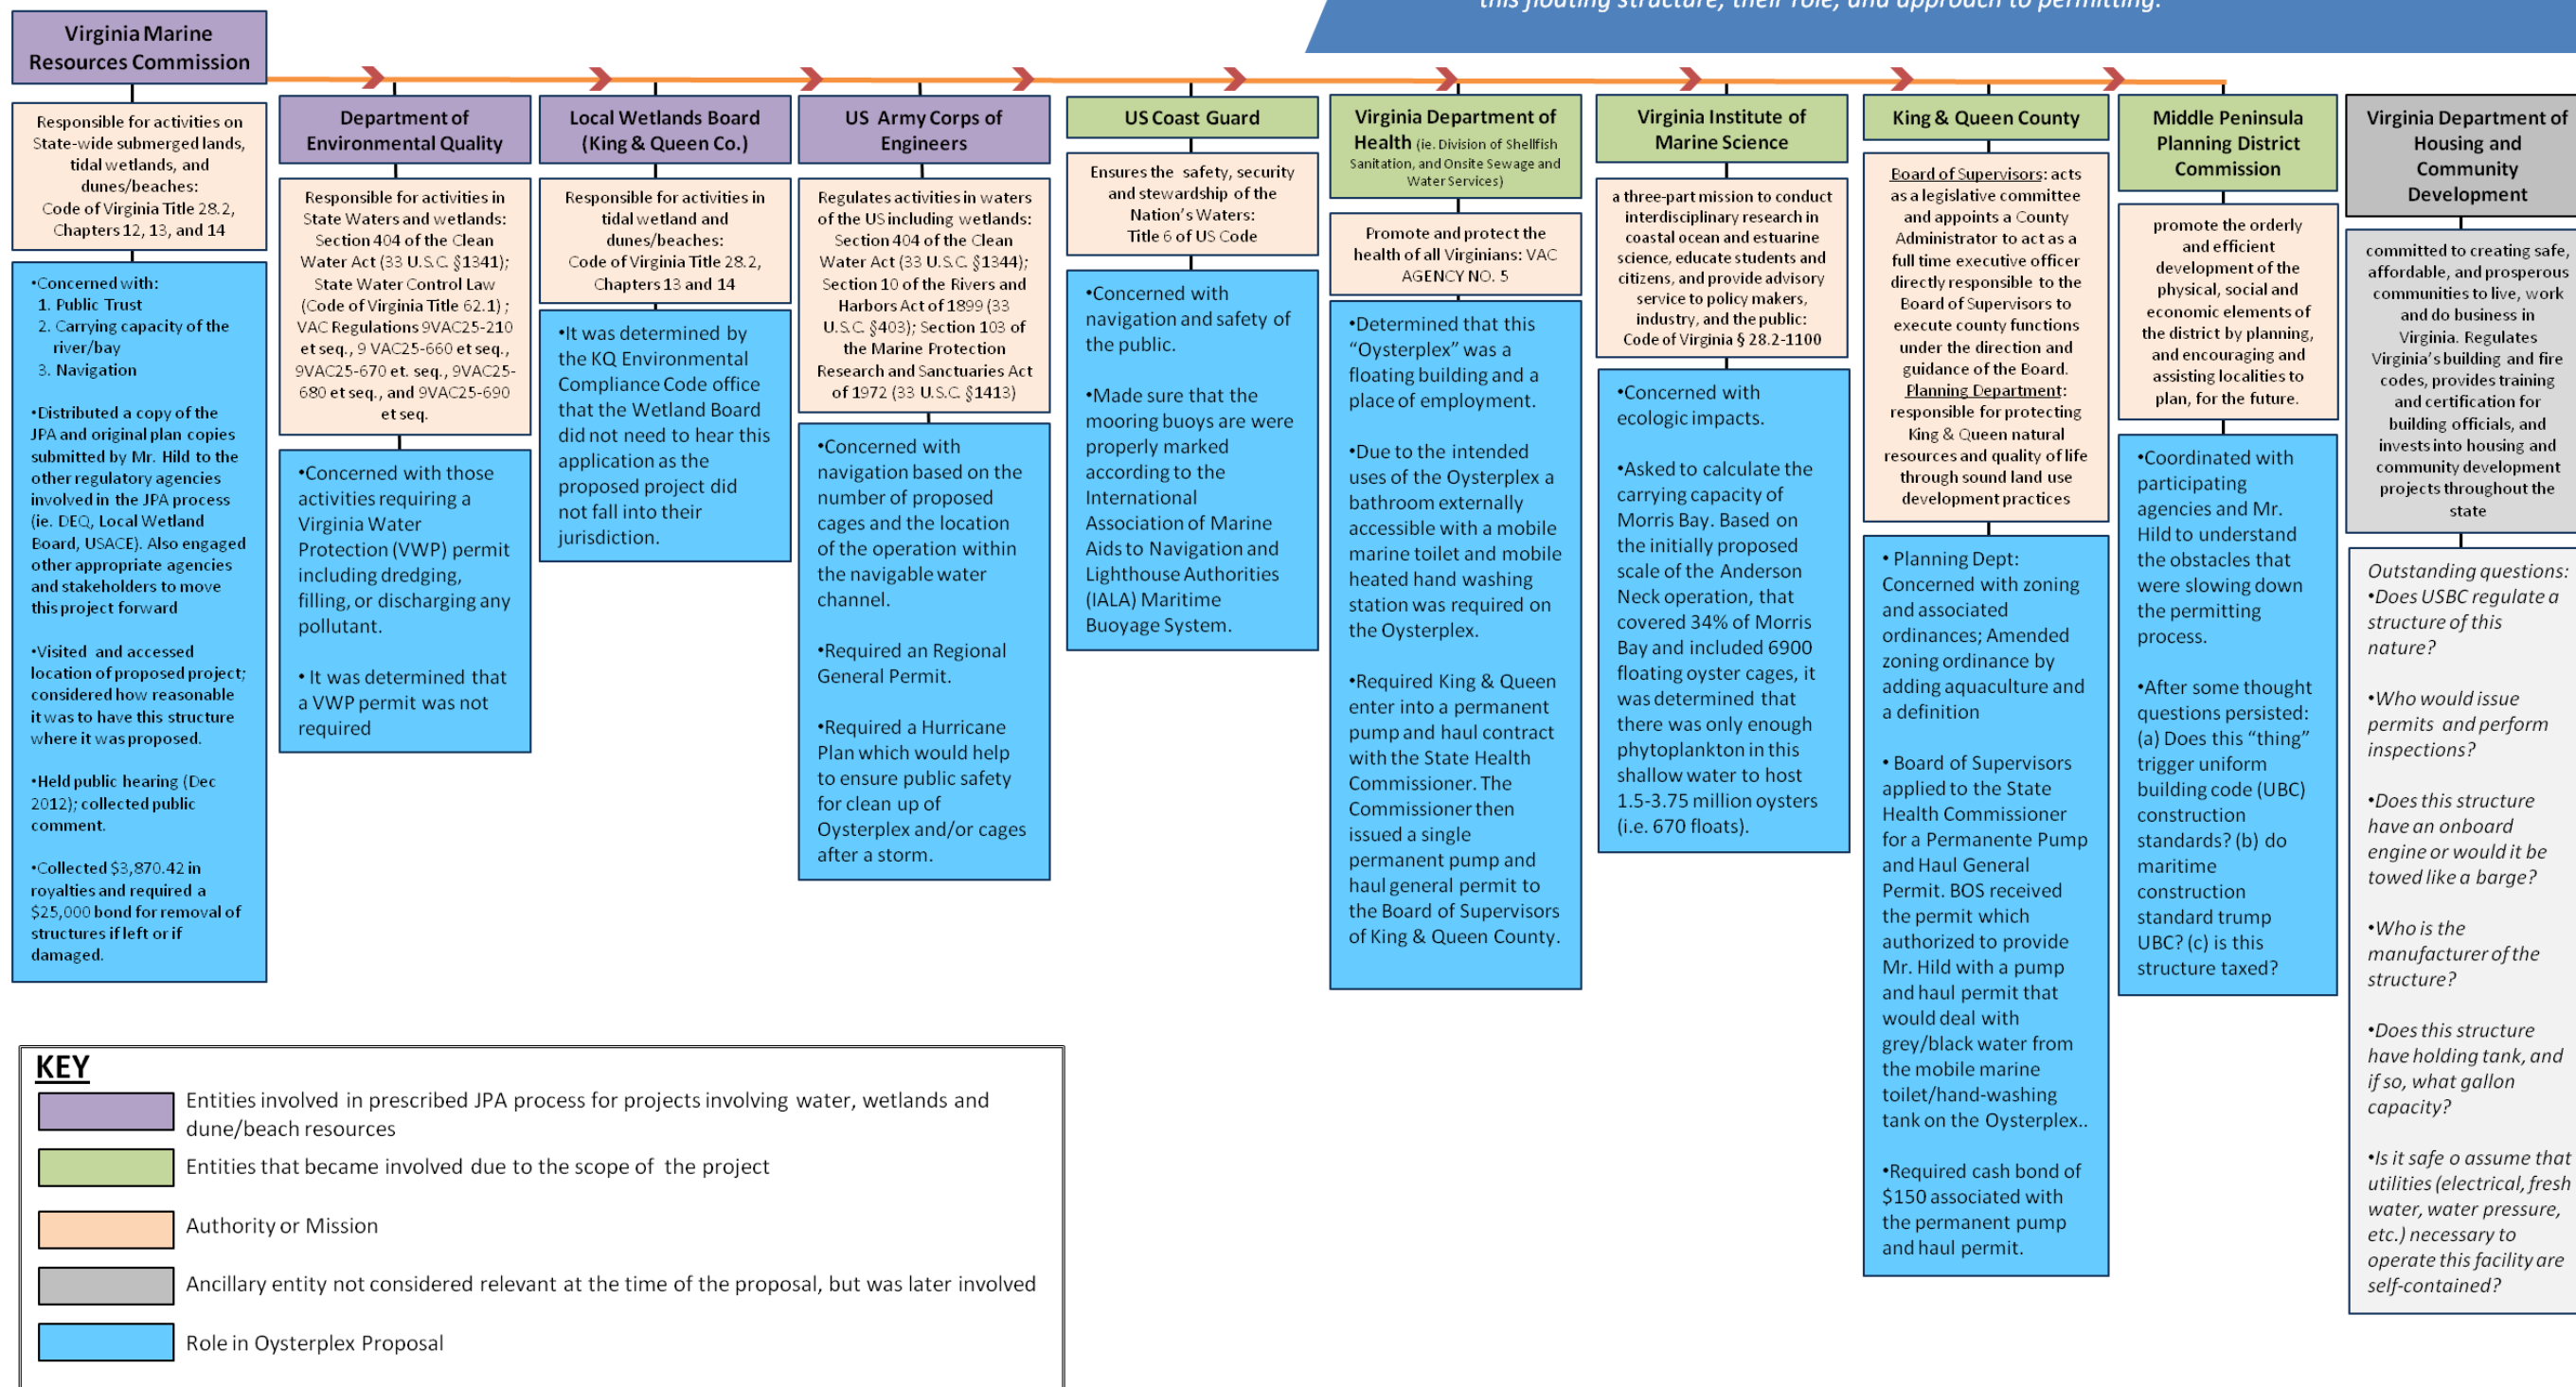 this floating structure, their role, and approach to permitting.
Virginia Marine
Resources Commission
Responsible for activities on
State-wide submerged lands,
tidal wetlands, and
dunes/beaches:
Code of Virginia Title 28.2,
Chapters 12, 13, and 14
•Concerned with:
1. Public Trust
2. Carrying capacity of the
river/bay
3. Navigation
•Distributed a copy of the
JPA and original plan copies
submitted by Mr. Hild to the
other regulatory agencies
involved in the JPA process
(ie. DEQ, Local Wetland
Board, USACE). Also engaged
other appropriate agencies
and stakeholders to move
this project forward
•Visited and accessed
location of proposed project;
considered how reasonable
it was to have this structure
where it was proposed.
•Held public hearing (Dec
2012); collected public
comment.
•Collected $3,870.42 in
royalties and required a
$25,000 bond for removal of
structures if left or if
damaged.
Department of
Environmental Quality
Responsible for activities in
State Waters and wetlands:
Section 404 of the Clean
Water Act (33 U.S.C. §1341);
State Water Control Law
(Code of Virginia Title 62.1) ;
VAC Regulations 9VAC25-210
et seq., 9 VAC25-660 et seq.,
9VAC25-670 et. seq., 9VAC25-
680 et seq., and 9VAC25-690
et seq.
•Concerned with those
activities requiring a
Virginia Water
Protection (VWP) permit
including dredging,
filling, or discharging any
pollutant.
• It was determined that
a VWP permit was not
required
Local Wetlands Board
(King & Queen Co.)
Responsible for activities in
tidal wetland and
dunes/beaches:
Code of Virginia Title 28.2,
Chapters 13 and 14
•It was determined by
the KQ Environmental
Compliance Code office
that the Wetland Board
did not need to hear this
application as the
proposed project did
not fall into their
jurisdiction.
US Army Corps of
Engineers
Regulates activities in waters
of the US including wetlands:
Section 404 of the Clean
Water Act (33 U.S.C. §1344);
Section 10 of the Rivers and
Harbors Act of 1899 (33
U.S.C. §403); Section 103 of
the Marine Protection
Research and Sanctuaries Act
of 1972 (33 U.S.C. §1413)
•Concerned with
navigation based on the
number of proposed
cages and the location
of the operation within
the navigable water
channel.
•Required an Regional
General Permit.
•Required a Hurricane
Plan which would help
to ensure public safety
for clean up of
Oysterplex and/or cages
after a storm.
US Coast Guard
Ensures the safety, security
and stewardship of the
Nation's Waters:
Title 6 of US Code
•Concerned with
navigation and safety of
the public.
•Made sure that the
mooring buoys are were
properly marked
according to the
International
Association of Marine
Aids to Navigation and
Lighthouse Authorities
(IALA) Maritime
Buoyage System.
Virginia Department of
Health (ie. Division of Shellfish
Sanitation, and Onsite Sewage and
Water Services)
Promote and protect the
health of all Virginians: VAC
AGENCY NO. 5
•Determined that this
“Oysterplex” was a
floating building and a
place of employment.
•Due to the intended
uses of the Oysterplex a
bathroom externally
accessible with a mobile
marine toilet and mobile
heated hand washing
station was required on
the Oysterplex.
•Required King & Queen
enter into a permanent
pump and haul contract
with the State Health
Commissioner. The
Commissioner then
issued a single
permanent pump and
haul general permit to
the Board of Supervisors
of King & Queen County.
Virginia Institute of
Marine Science
a three-part mission to conduct
interdisciplinary research in
coastal ocean and estuarine
science, educate students and
citizens, and provide advisory
service to policy makers,
industry, and the public:
Code of Virginia § 28.2-1100
•Concerned with
ecologic impacts.
•Asked to calculate the
carrying capacity of
Morris Bay. Based on
the initially proposed
scale of the Anderson
Neck operation, that
covered 34% of Morris
Bay and included 6900
floating oyster cages, it
was determined that
there was only enough
phytoplankton in this
shallow water to host
1.5-3.75 million oysters
(i.e. 670 floats).
King & Queen County
Board of Supervisors: acts
as a legislative committee
and appoints a County
Administrator to act as a
full time executive officer
directly responsible to the
Board of Supervisors to
execute county functions
under the direction and
guidance of the Board.
Planning Department:
responsible for protecting
King & Queen natural
resources and quality of life
through sound land use
development practices
• Planning Dept:
Concerned with zoning
and associated
ordinances; Amended
zoning ordinance by
adding aquaculture and
a definition
• Board of Supervisors
applied to the State
Health Commissioner
for a Permanente Pump
and Haul General
Permit. BOS received
the permit which
authorized to provide
Mr. Hild with a pump
and haul permit that
would deal with
grey/black water from
the mobile marine
toilet/hand-washing
tank on the Oysterplex..
•Required cash bond of
$150 associated with
the permanent pump
and haul permit.
Middle Peninsula
Planning District
Commission
promote the orderly
and efficient
development of the
physical, social and
economic elements of
the district by planning,
and encouraging and
assisting localities to
plan, for the future.
•Coordinated with
participating
agencies and Mr.
Hild to understand
the obstacles that
were slowing down
the permitting
process.
•After some thought
questions persisted:
(a) Does this “thing”
trigger uniform
building code (UBC)
construction
standards? (b) do
maritime
construction
standard trump
UBC? (c) is this
structure taxed?
Virginia Department of
Housing and
Community
Development
committed to creating safe,
affordable, and prosperous
communities to live, work
and do business in
Virginia. Regulates
Virginia's building and fire
codes, provides training
and certification for
building officials, and
invests into housing and
community development
projects throughout the
state
Outstanding questions:
•Does USBC regulate a
structure of this
nature?
•Who would issue
permits and perform
inspections?
•Does this structure
have an onboard
engine or would it be
towed like a barge?
•Who is the
manufacturer of the
structure?
•Does this structure
have holding tank, and
if so, what gallon
capacity?
•Is it safe o assume that
utilities (electrical, fresh
water, water pressure,
etc.) necessary to
operate this facility are
self-contained?
KEY
Entities involved in prescribed JPA process for projects involving water, wetlands and
dune/beach resources
Entities that became involved due to the scope of the project
Authority or Mission
Ancillary entity not considered relevant at the time of the proposal, but was later involved
Role in Oysterplex Proposal